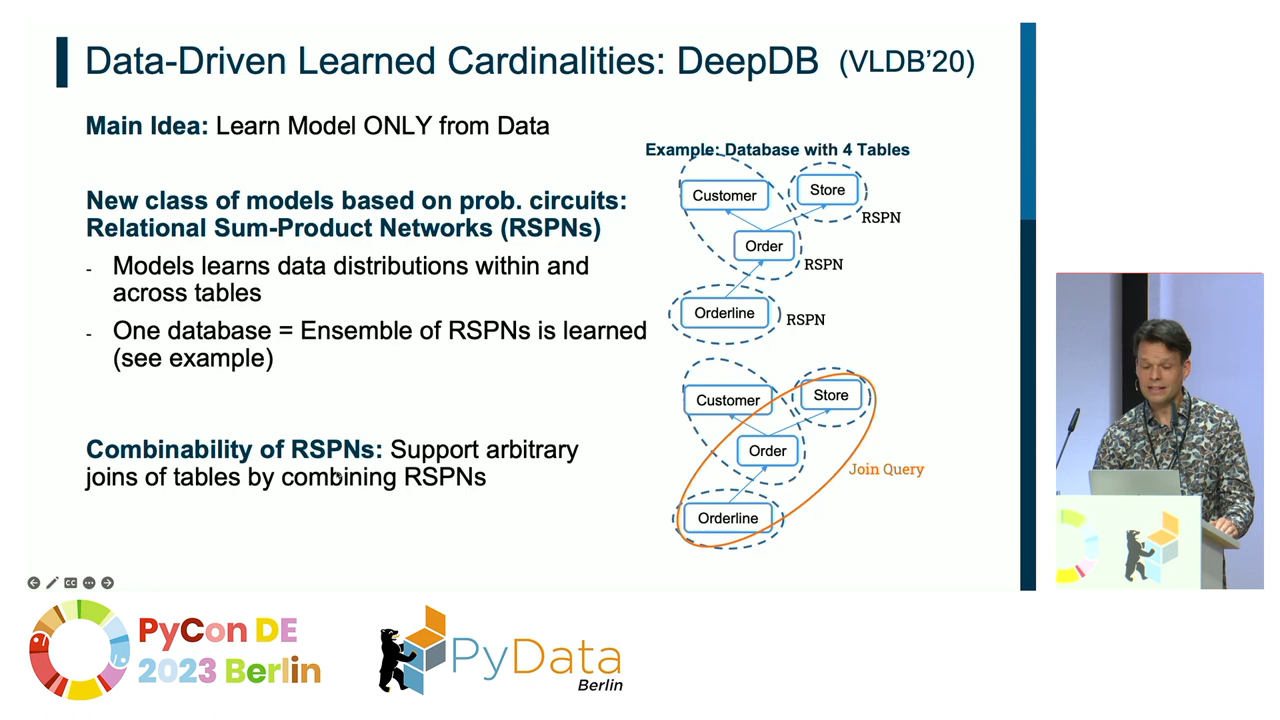 Data-Driven Learned Cardinalities: DeepDB (VLDB'20)
Main Idea: Learn Model ONLY from Data
New class of models based on prob. circuits:
Relational Sum-Product Networks (RSPNs)
- Models learns data distributions within and
across tables
- One database = Ensemble of RSPNs is learned
(see example)
Combinability of RSPNs: Support arbitrary
joins of tables by combining RSPNs
Example: Database with 4 Tables
Customer
Store
RSPN
Order
RSPN
Orderline
RSPN
Customer
Store
Order
Join Query
Orderline
CC
PyCon DE
2023 Berlin
PyData
Berlin